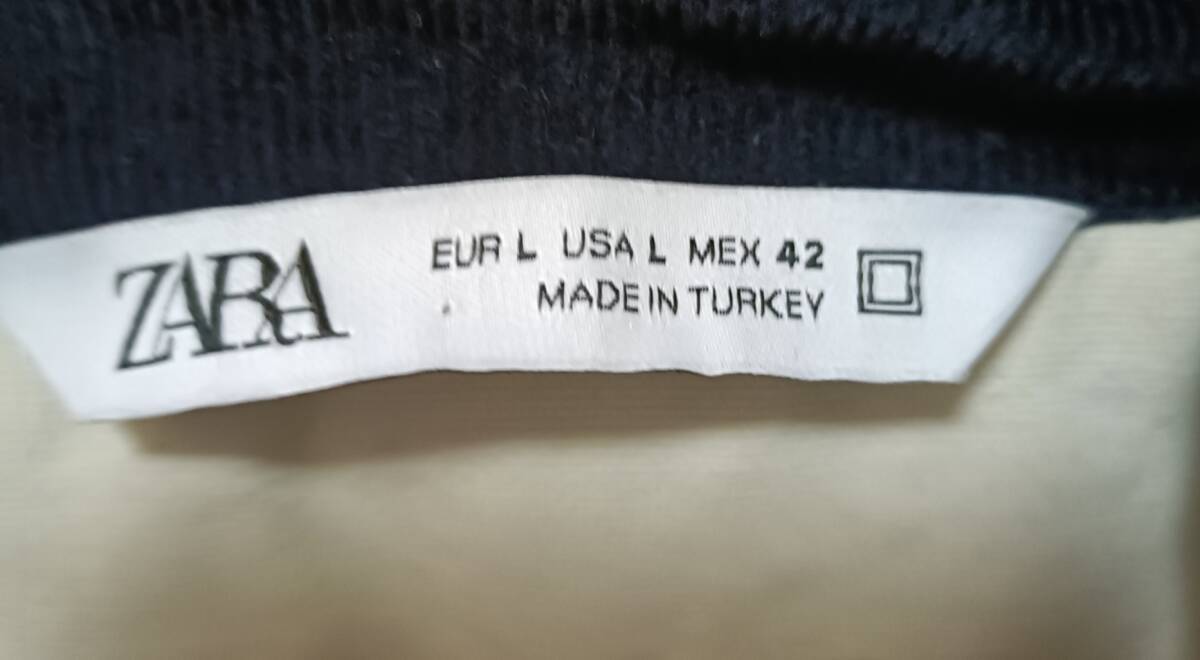 ZARA
EUR L USA L MEX 42
MADE IN TURKEY